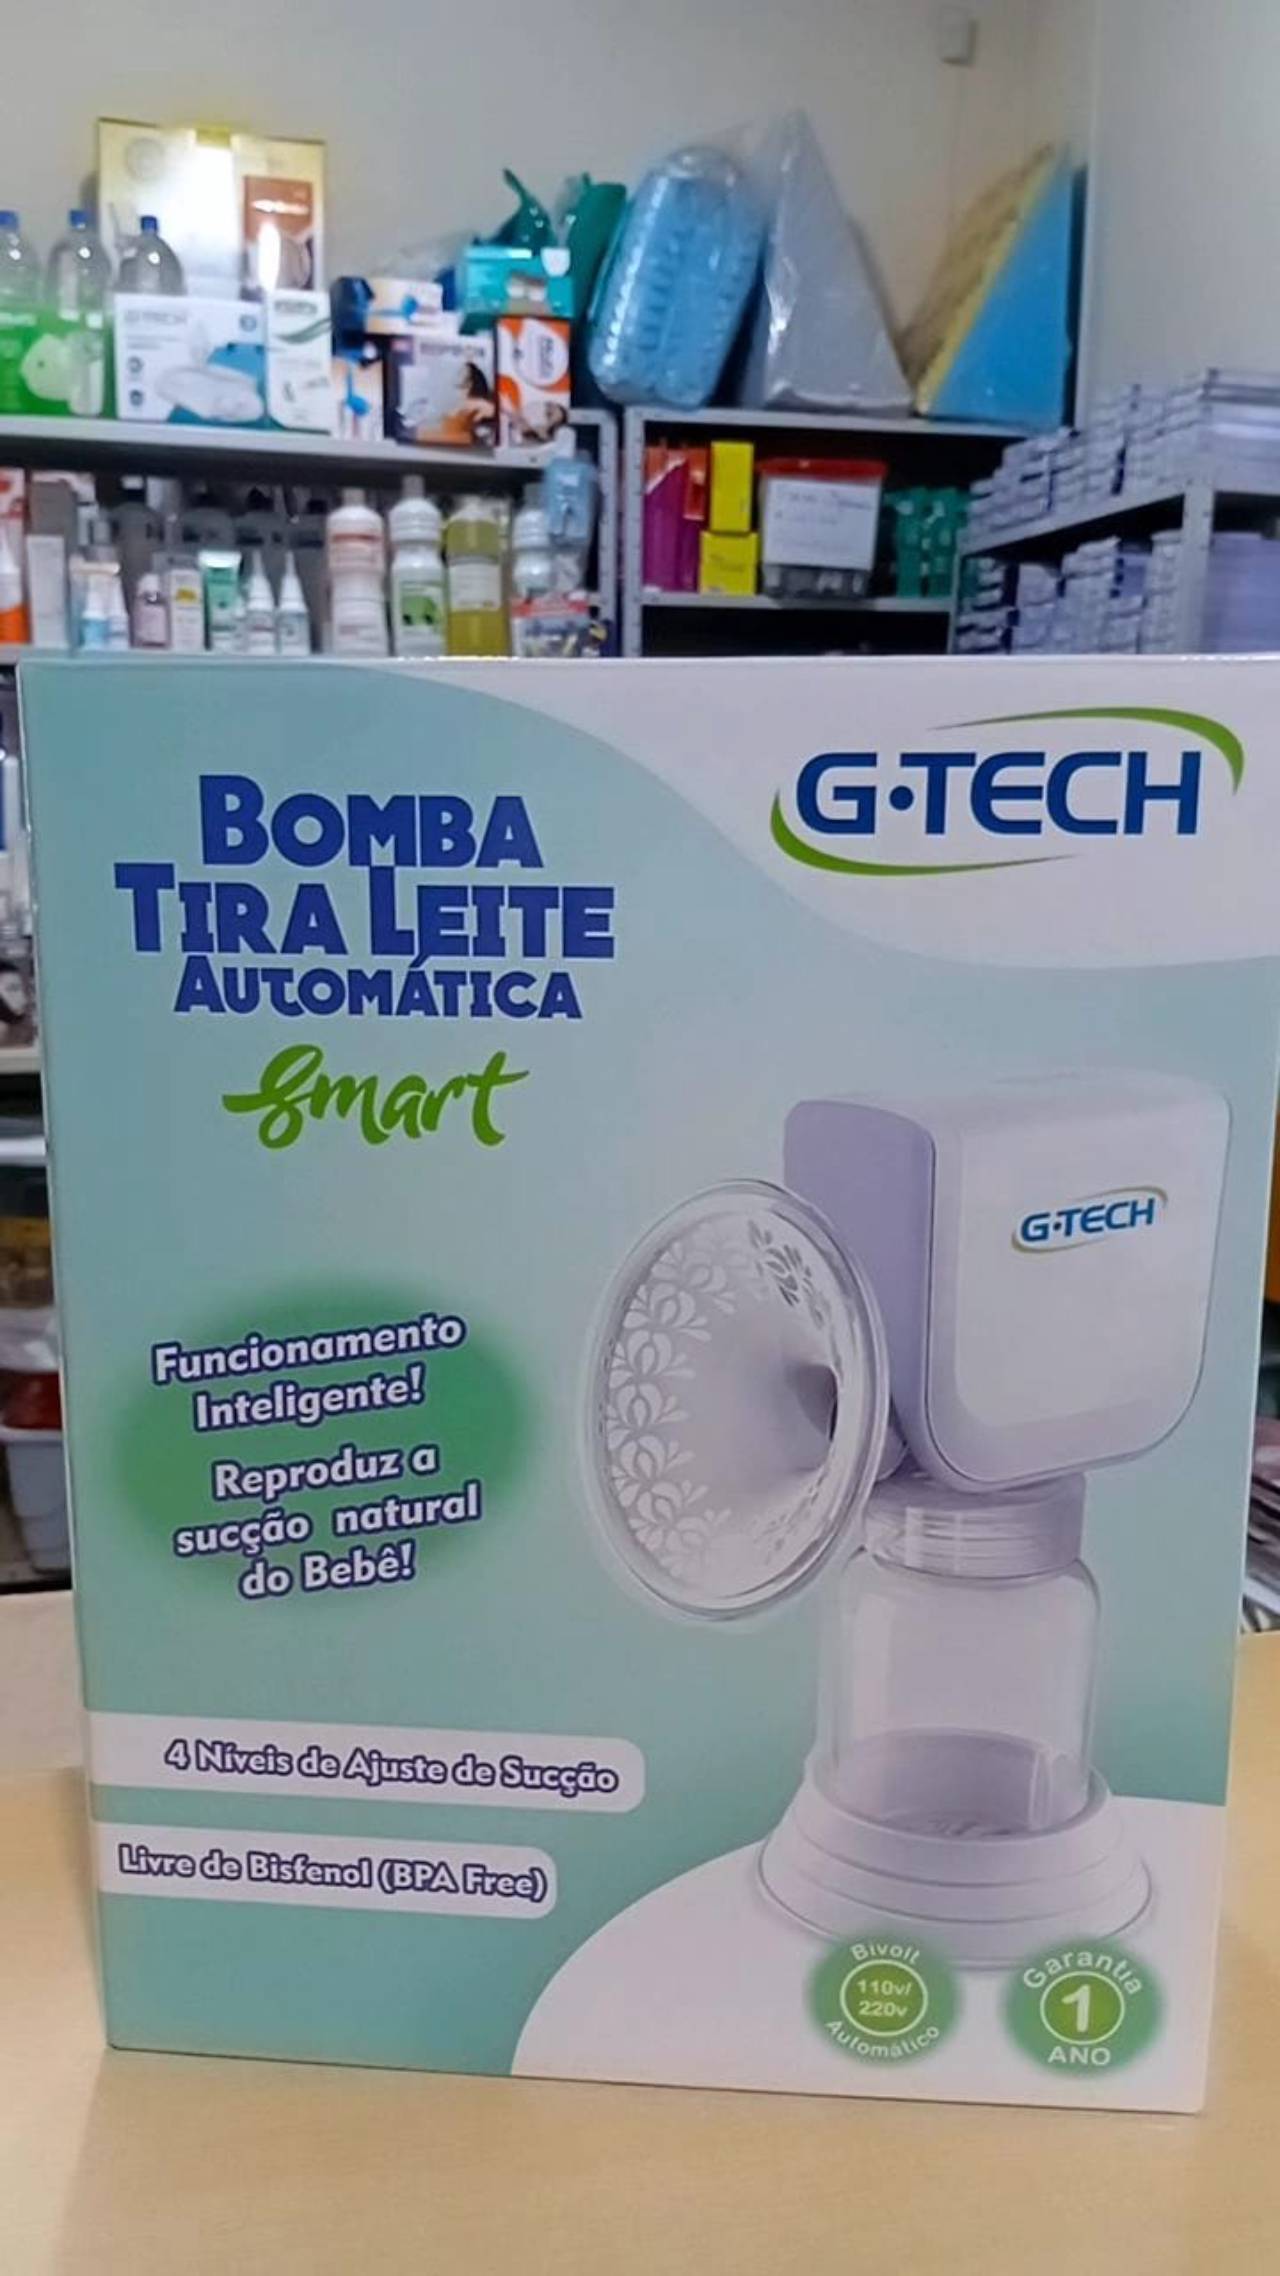 G-TECH
BOMBA
TIRA LEITE
AUTOMÁTICA
Smart
G·TECH
G·TECH
Funcionamento
Inteligente!
Reproduz a
sucção natural
do Bebê!
4 Níveis de Ajuste de Sucção
Livre de Bisfenol (BPA Free)
Bivolt
110v/
220v
Automático
Garantia
1
ANO